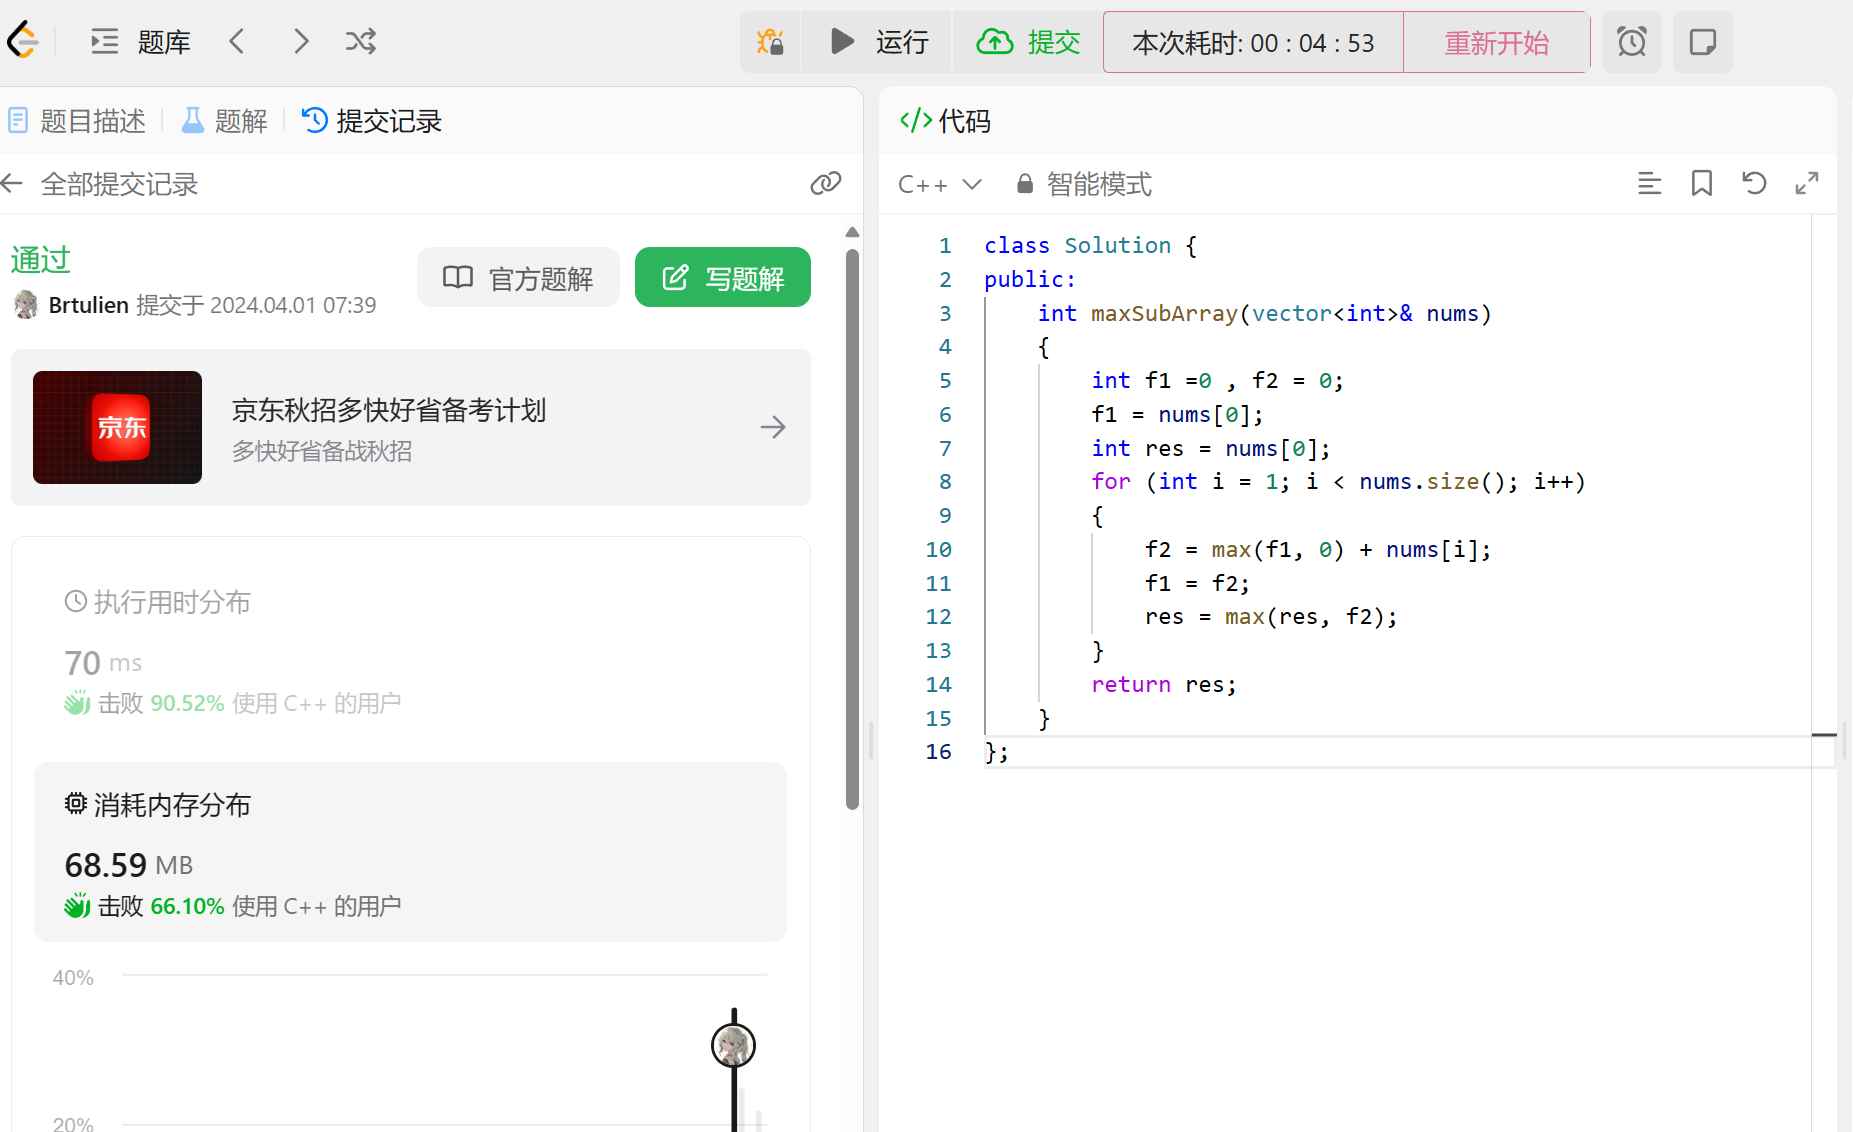 题库
运行
提交
本次耗时: 00 : 04 : 53
重新开始
题目描述
题解
提交记录
全部提交记录
通过
Brtulien 提交于 2024.04.01 07:39
官方题解
写题解
京东
京东秋招多快好省备考计划
多快好省备战秋招
执行用时分布
70 ms
击败 90.52% 使用 C++ 的用户
消耗内存分布
68.59 MB
击败 66.10% 使用 C++ 的用户
40%
20%
代码
C++
智能模式
1 class Solution {
2 public:
3 int maxSubArray(vector<int>& nums)
4 {
5 int f1 =0 , f2 = 0;
6 f1 = nums[0];
7 int res = nums[0];
8 for (int i = 1; i < nums.size(); i++)
9 {
10 f2 = max(f1, 0) + nums[i];
11 f1 = f2;
12 res = max(res, f2);
13 }
14 return res;
15 }
16 };